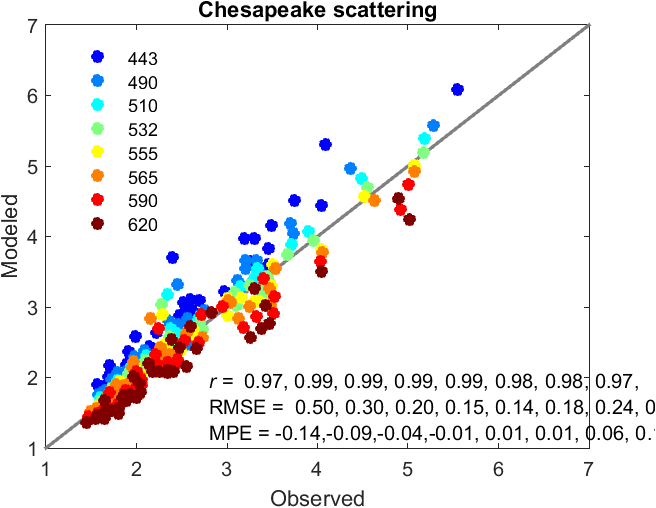 Chesapeake scattering
7
6
5
4
3
2
1
Modeled
443
490
510
532
555
565
590
620
r = 0.97, 0.99, 0.99, 0.99, 0.99, 0.98, 0.98, 0.97,
RMSE = 0.50, 0.30, 0.20, 0.15, 0.14, 0.18, 0.24, 0
MPE = -0.14,-0.09,-0.04,-0.01, 0.01, 0.01, 0.06, 0.
1 2 3 4 5 6 7
Observed